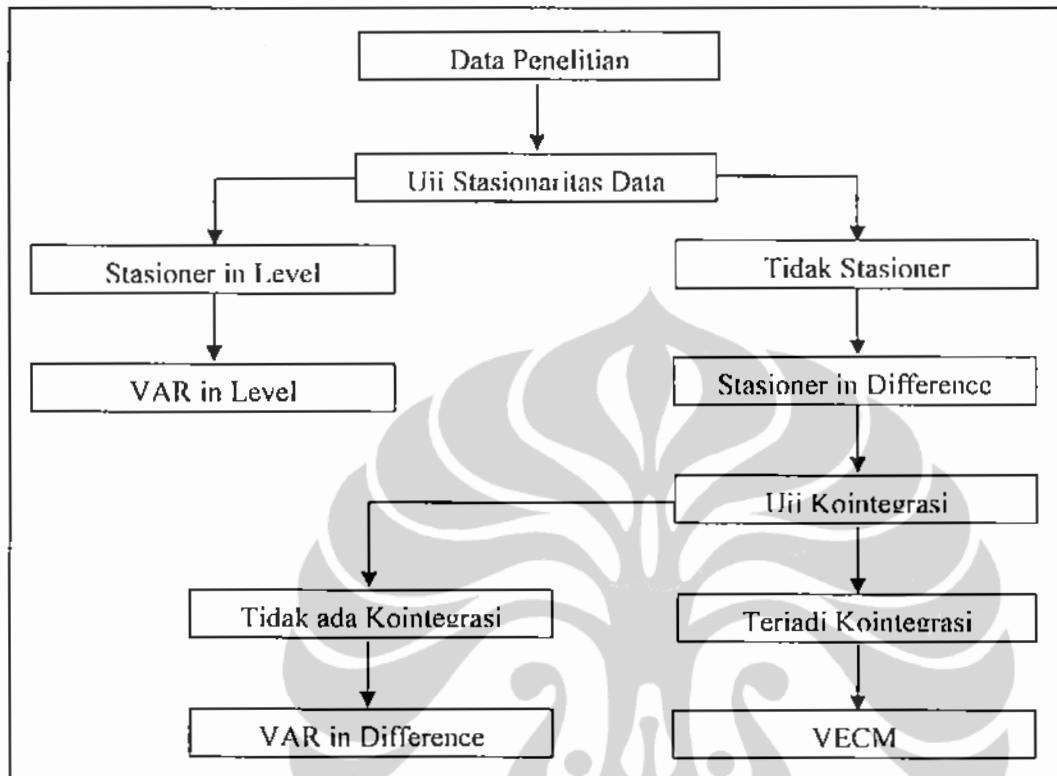 Data Penelitian
Uji Stasionaritas Data
Stasioner in Level
Tidak Stasioner
VAR in Level
Stasioner in Difference
Uji Kointegrasi
Tidak ada Kointegrasi
Terjadi Kointegrasi
VAR in Difference
VECM